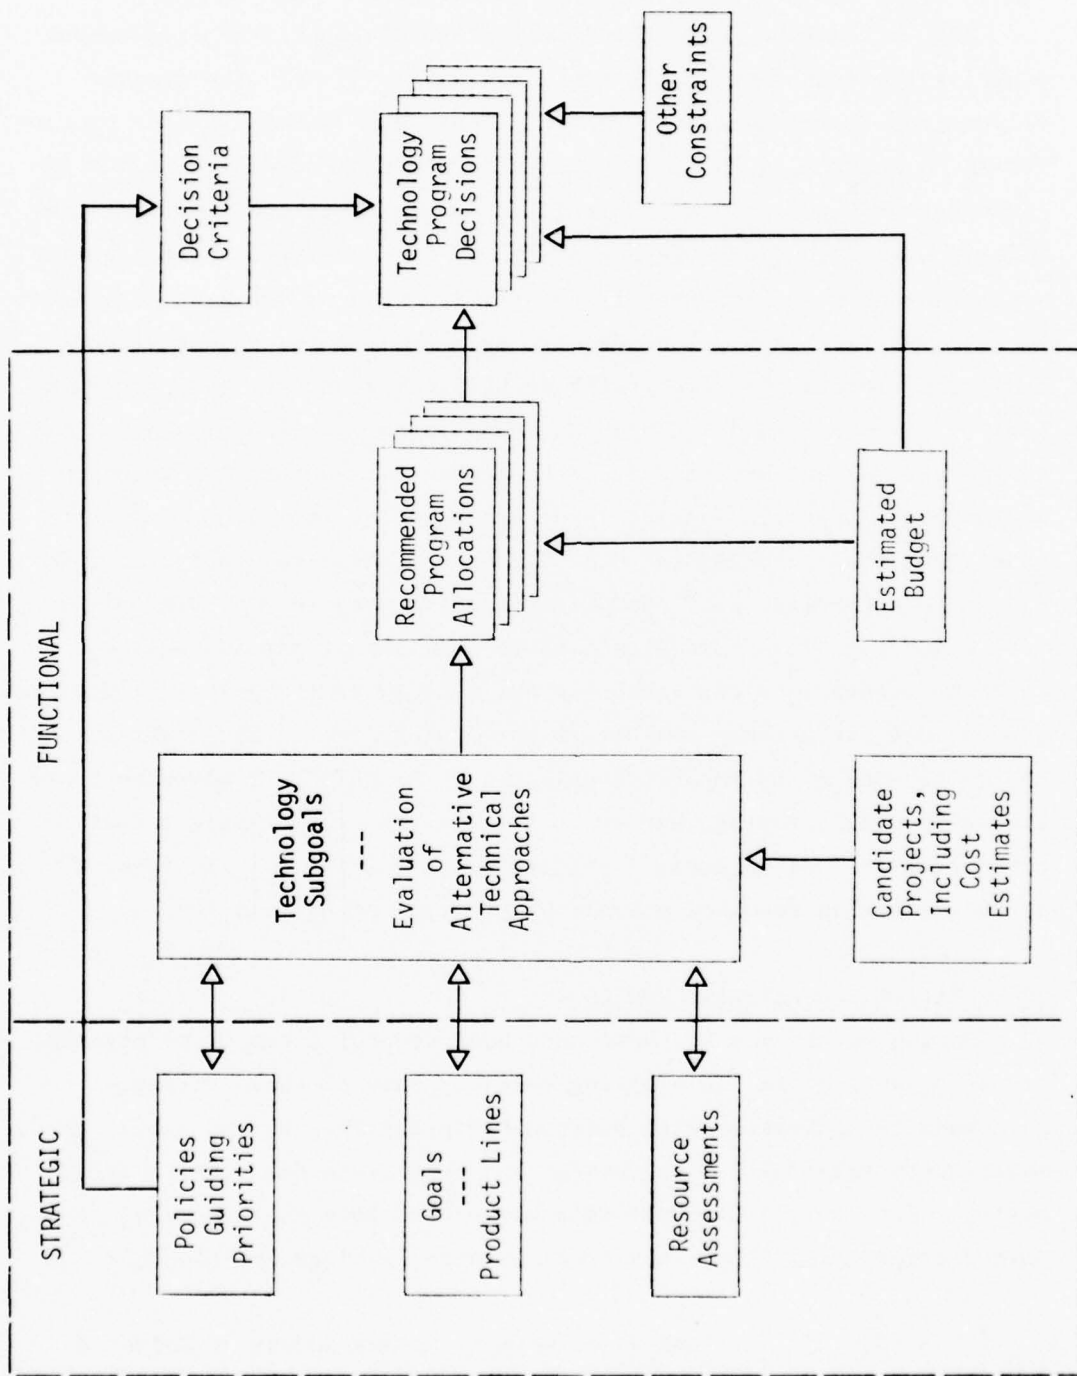 STRATEGIC
FUNCTIONAL
Policies
Guiding
Priorities
Goals
---
Product Lines
Resource
Assessments
Technology
Subgoals
---
Evaluation
of
Alternative
Technical
Approaches
Candidate
Projects,
Including
Cost
Estimates
Recommended
Program
Allocations
Estimated
Budget
Decision
Criteria
Technology
Program
Decisions
Other
Constraints